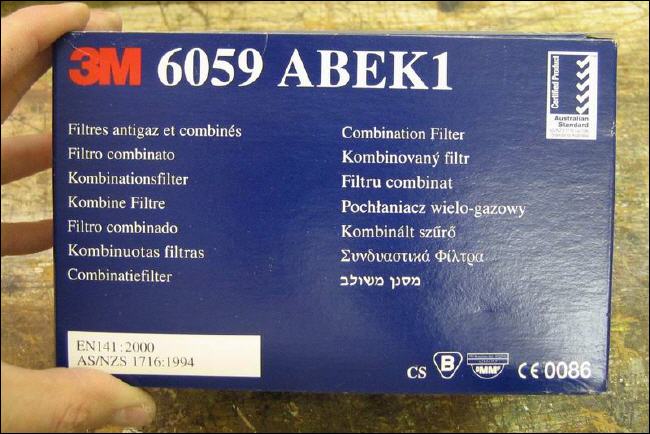 3M 6059 ABEK1
Certified Product
Australian
Standard
Filtres antigaz et combinés
Filtro combinato
Kombinationsfilter
Kombine Filtre
Filtro combinado
Kombinuotas filtras
Combinatiefilter
Combination Filter
Kombinovaný filtr
Filtru combinat
Pochłaniacz wielo-gazowy
Kombinált szűrő
Συνδυαστικά Φίλτρα
מסנן משולב
EN141:2000
AS/NZS 1716:1994
CS B CE 0086